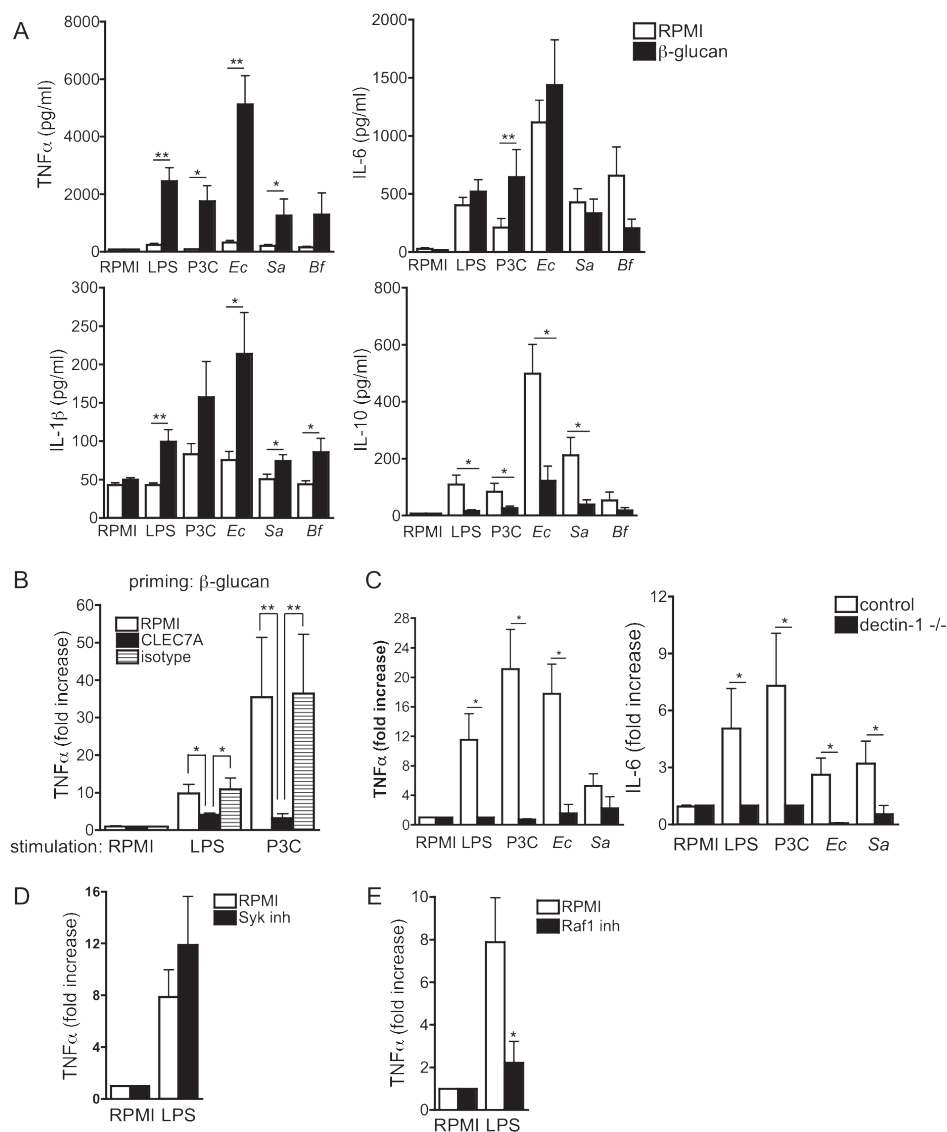 A
TNFα (pg/ml)
8000
6000
4000
2000
0
** * ** *
RPMI LPS P3C Ec Sa Bf
IL-6 (pg/ml)
2000
1500
1000
500
0
**
RPMI LPS P3C Ec Sa Bf
RPMI
β-glucan
IL-1β (pg/ml)
300
250
200
150
100
50
0
** * * *
RPMI LPS P3C Ec Sa Bf
IL-10 (pg/ml)
800
600
400
200
0
* * * *
RPMI LPS P3C Ec Sa Bf
B
priming: β-glucan
TNFα (fold increase)
60
50
40
30
20
10
0
RPMI
CLEC7A
isotype
* * ** **
stimulation: RPMI LPS P3C
C
TNFα (fold increase)
28
24
20
16
12
8
4
0
* * *
RPMI LPS P3C Ec Sa
IL-6 (fold increase)
12
9
6
3
0
* * * *
RPMI LPS P3C Ec Sa
control
dectin-1 -/-
D
TNFα (fold increase)
16
12
8
4
0
RPMI
Syk inh
RPMI LPS
E
TNFα (fold increase)
10
8
6
4
2
0
RPMI
Raf1 inh
*
RPMI LPS